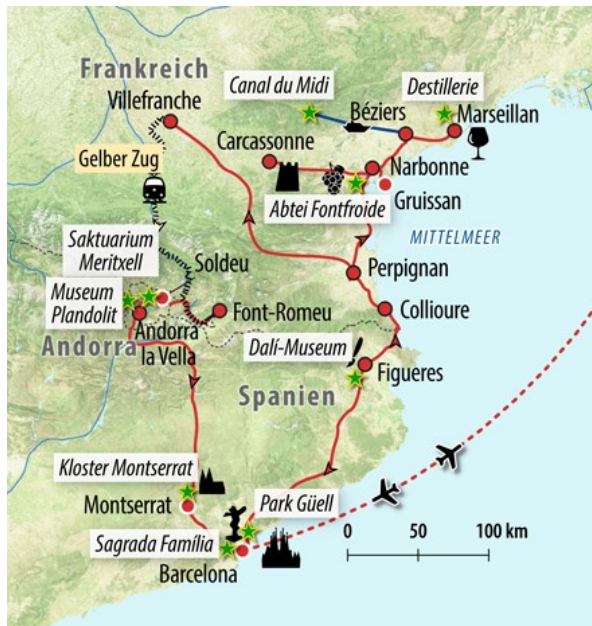 Frankreich
Villefranche
Canal du Midi
Destillerie
Béziers
Marseillan
Carcassonne
Narbonne
Gelber Zug
Abtei Fontfroide
Gruissan
MITTELMEER
Saktuarium
Meritxell
Soldeu
Perpignan
Museum
Plandolit
Font-Romeu
Collioure
Andorra
Andorra
la Vella
Dalí-Museum
Figueres
Spanien
Kloster Montserrat
Montserrat
Park Güell
Sagrada Família
Barcelona
0 50 100 km